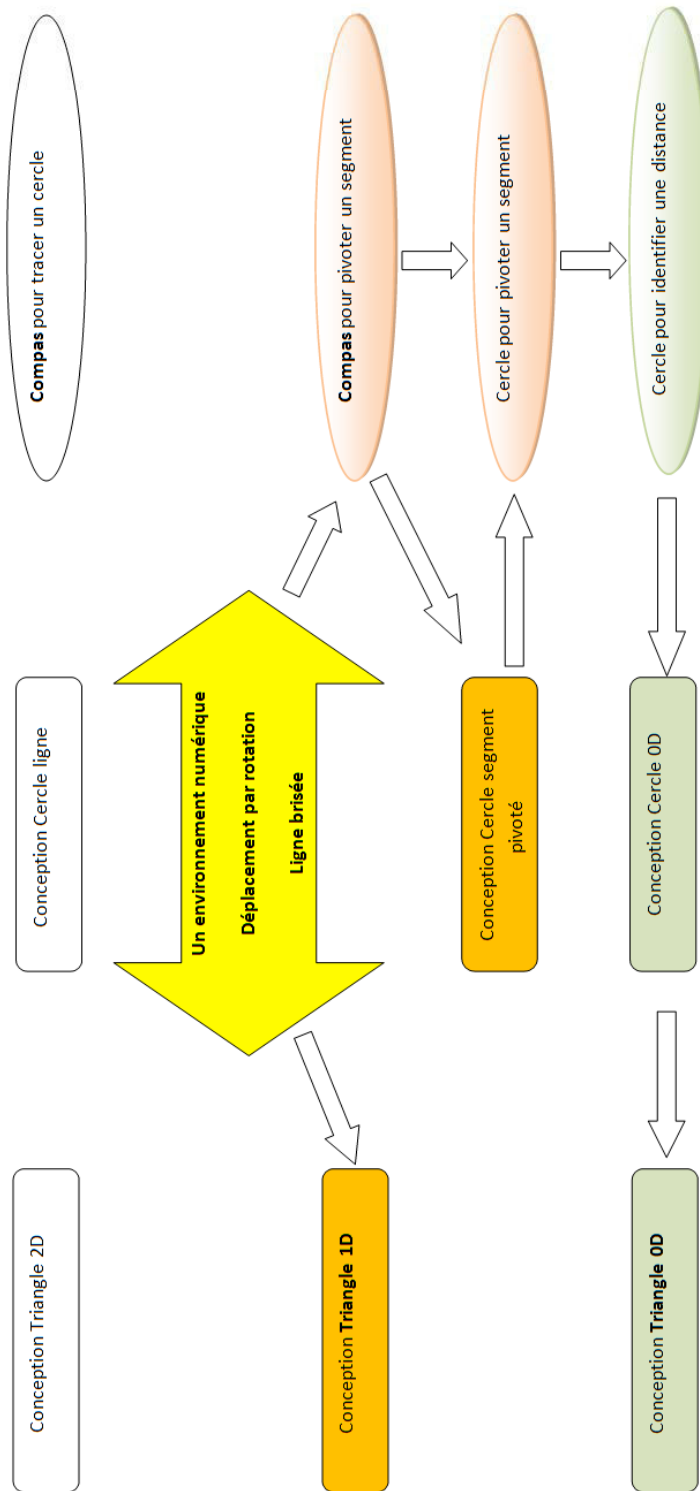 Conception Triangle 2D
Conception Cercle ligne
Compas pour tracer un cercle
Un environnement numérique
Déplacement par rotation
Ligne brisée
Conception Triangle 1D
Compas pour pivoter un segment
Conception Cercle segment
pivoté
Cercle pour pivoter un segment
Conception Triangle 0D
Conception Cercle 0D
Cercle pour identifier une distance